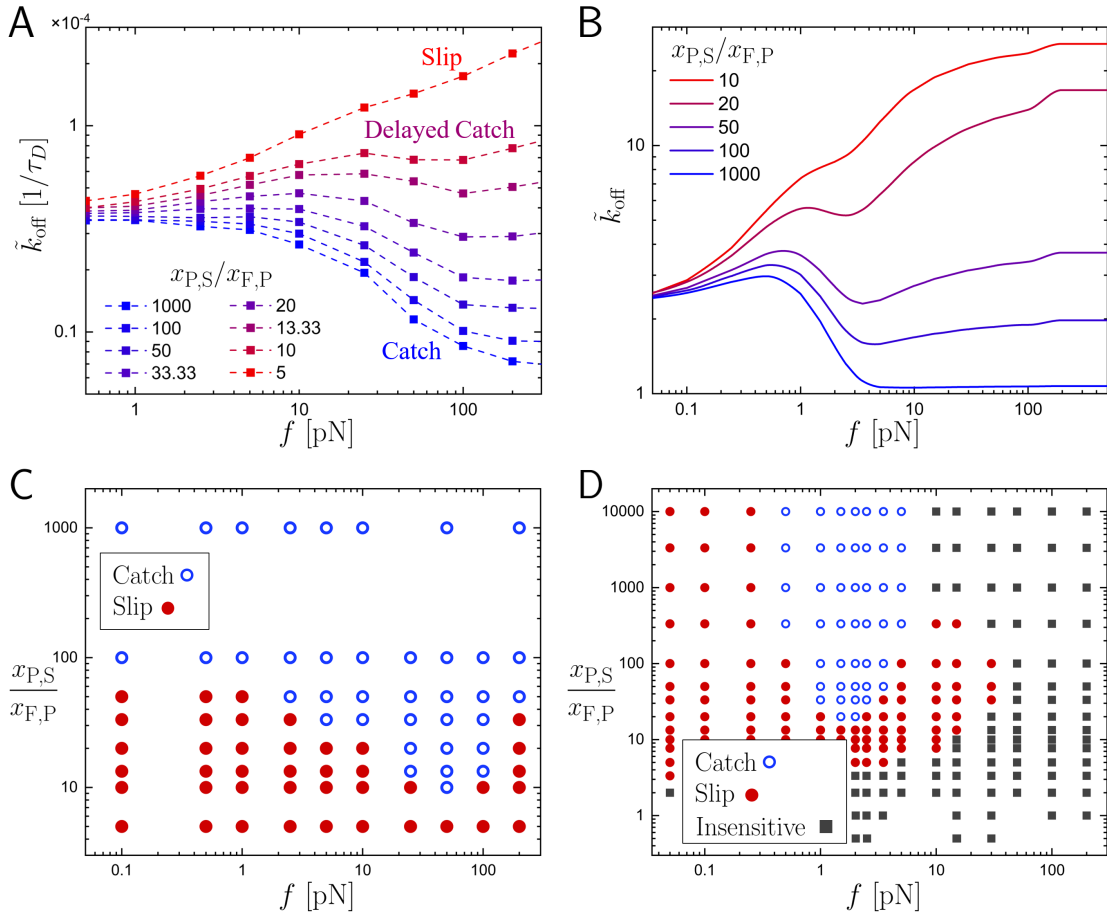 A
×10⁻⁴
Slip
Delayed Catch
Catch
1
0.1
k̃off [1/τD]
xP,S/xF,P
1000
100
50
33.33
20
13.33
10
5
1 10 100
f [pN]
B
xP,S/xF,P
10
20
50
100
1000
10
1
k̃off
0.1 1 10 100
f [pN]
C
1000
100
10
Catch
Slip
xP,S
xF,P
0.1 1 10 100
f [pN]
D
10000
1000
100
10
1
xP,S
xF,P
Catch
Slip
Insensitive
0.1 1 10 100
f [pN]